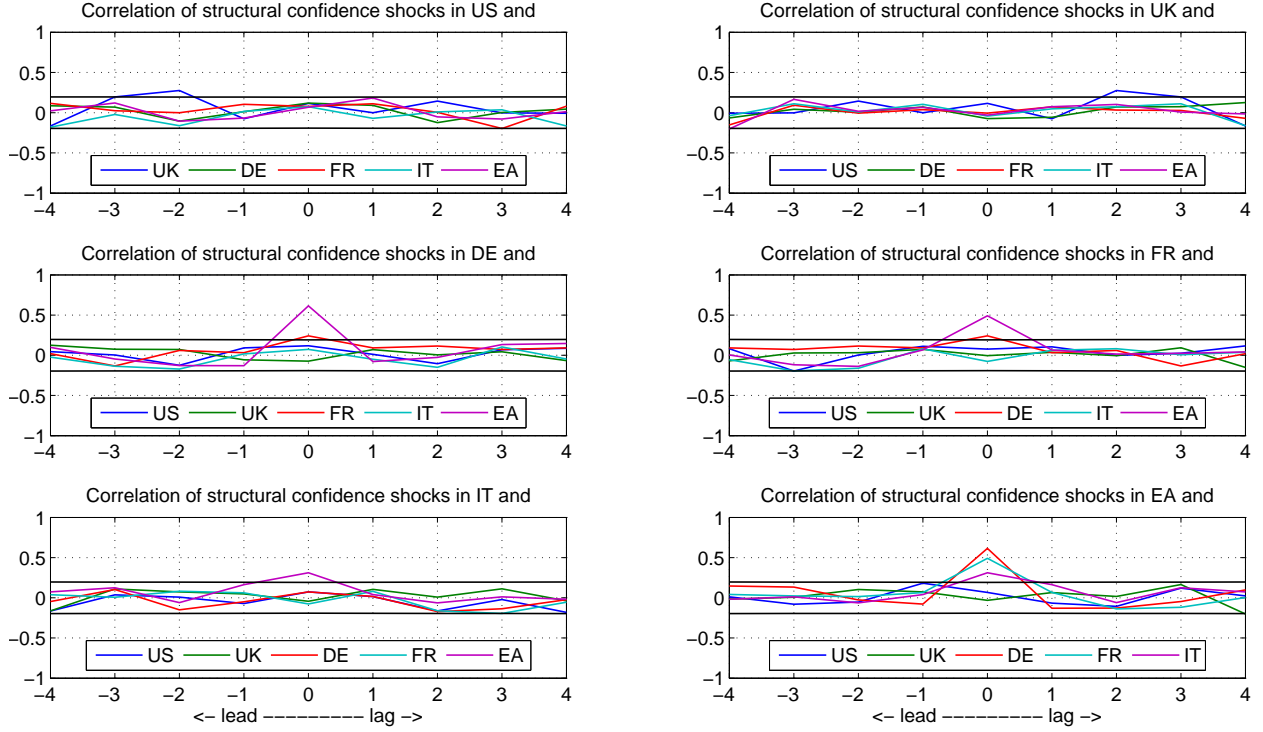 Correlation of structural confidence shocks in US and
1
0.5
0
−0.5
−1
UK DE FR IT EA
−4 −3 −2 −1 0 1 2 3 4
Correlation of structural confidence shocks in UK and
1
0.5
0
−0.5
−1
US DE FR IT EA
−4 −3 −2 −1 0 1 2 3 4
Correlation of structural confidence shocks in DE and
1
0.5
0
−0.5
−1
US UK FR IT EA
−4 −3 −2 −1 0 1 2 3 4
Correlation of structural confidence shocks in FR and
1
0.5
0
−0.5
−1
US UK DE IT EA
−4 −3 −2 −1 0 1 2 3 4
Correlation of structural confidence shocks in IT and
1
0.5
0
−0.5
−1
US UK DE FR EA
−4 −3 −2 −1 0 1 2 3 4
<− lead −−−−−−−−− lag −>
Correlation of structural confidence shocks in EA and
1
0.5
0
−0.5
−1
US UK DE FR IT
−4 −3 −2 −1 0 1 2 3 4
<− lead −−−−−−−−− lag −>